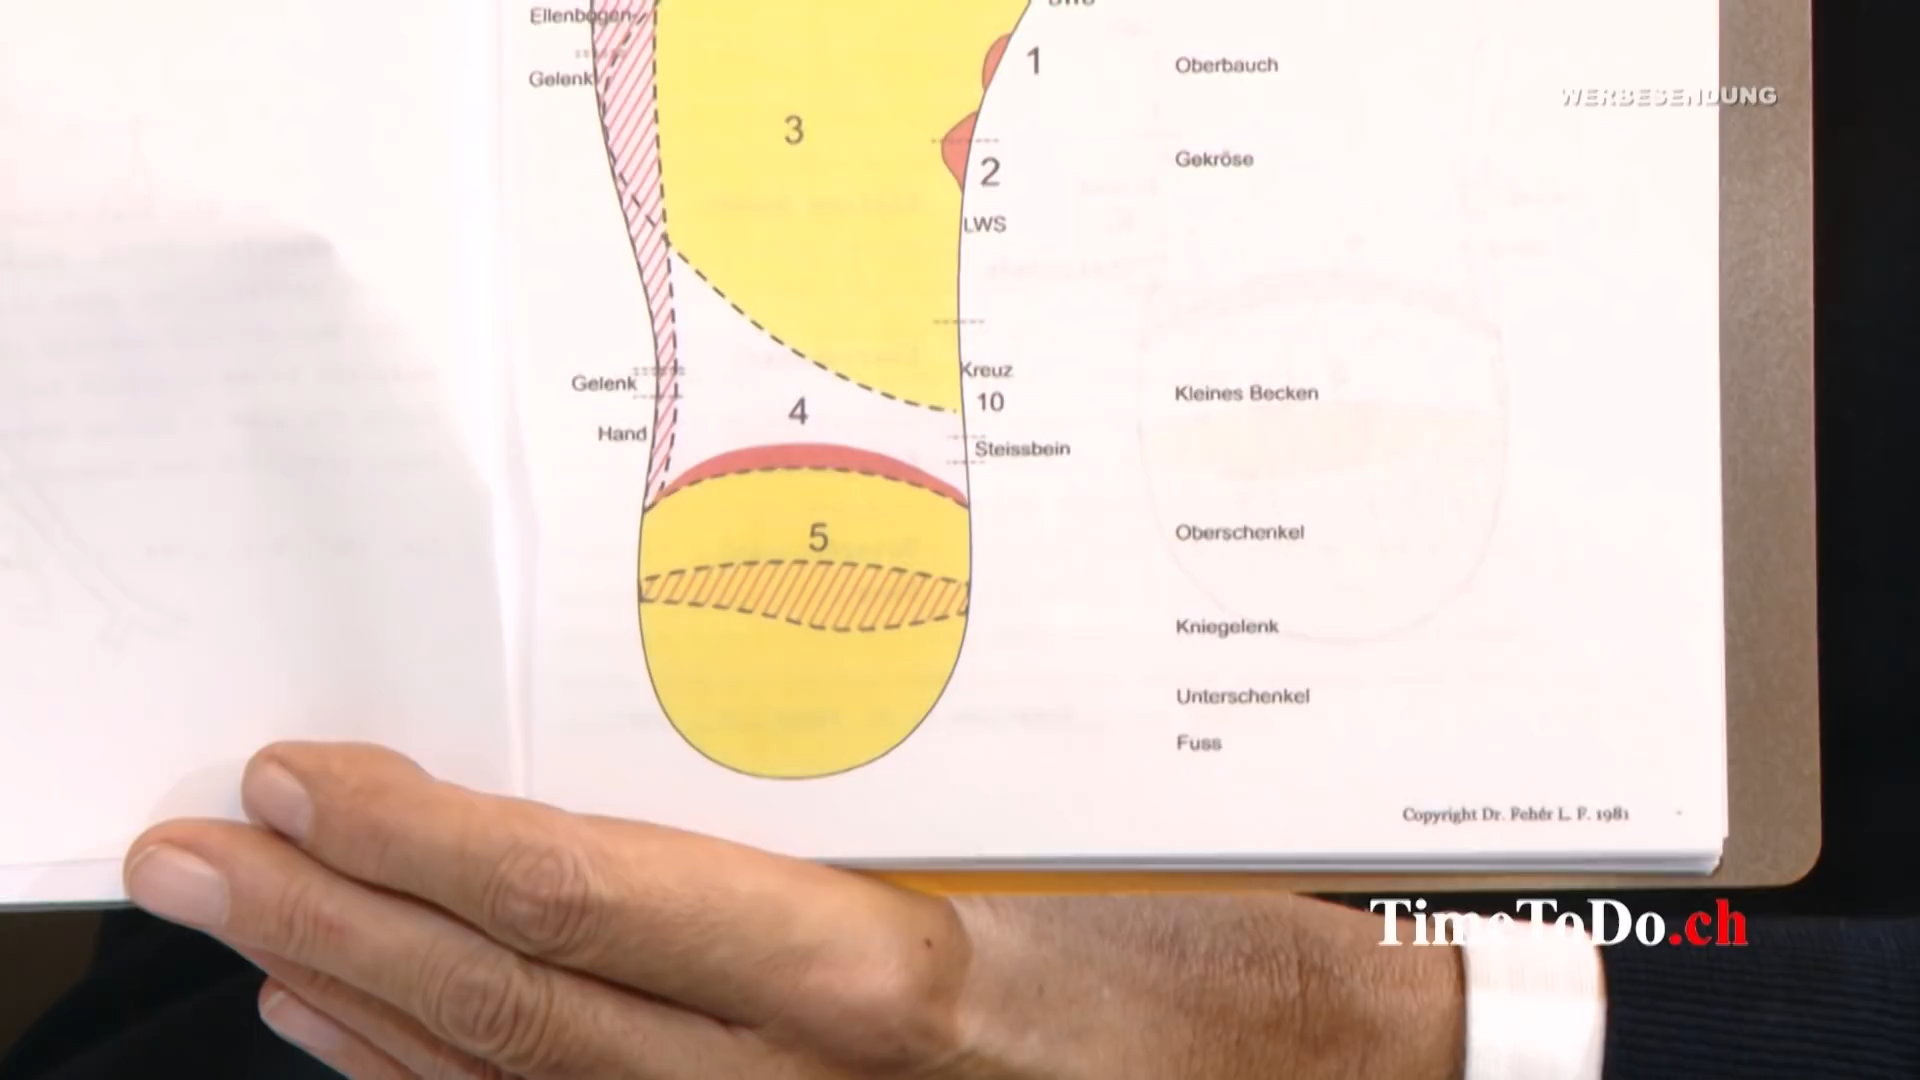 Ellenbogen
1
Oberbauch
Gelenk
WERBESENDUNG
3
Gekröse
2
LWS
Kreuz
Gelenk
Kleines Becken
10
4
Hand
Steissbein
Oberschenkel
5
Kniegelenk
Unterschenkel
Fuss
Copyright Dr. Fehér L. F. 1981
TimeToDo.ch